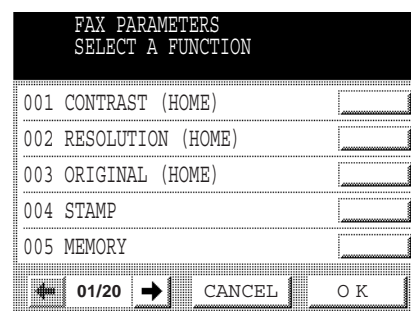 FAX PARAMETERS
SELECT A FUNCTION
001 CONTRAST (HOME)
002 RESOLUTION (HOME)
003 ORIGINAL (HOME)
004 STAMP
005 MEMORY
01/20 CANCEL OK